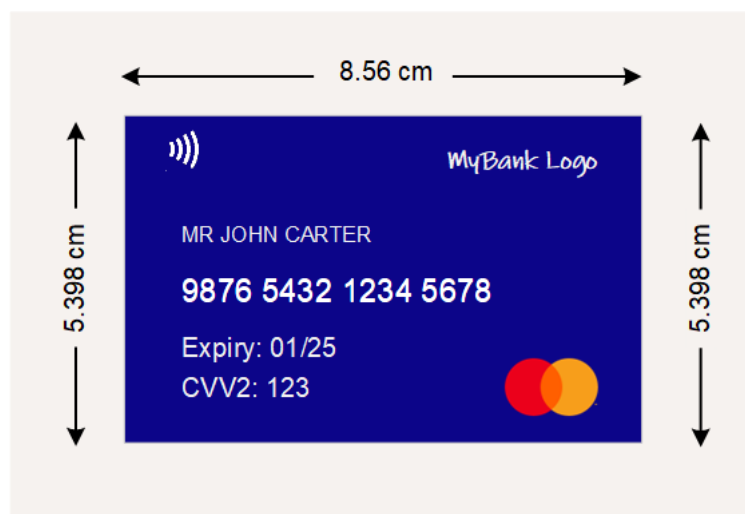 8.56 cm
5.398 cm
5.398 cm
MyBank Logo
MR JOHN CARTER
9876 5432 1234 5678
Expiry: 01/25
CVV2: 123